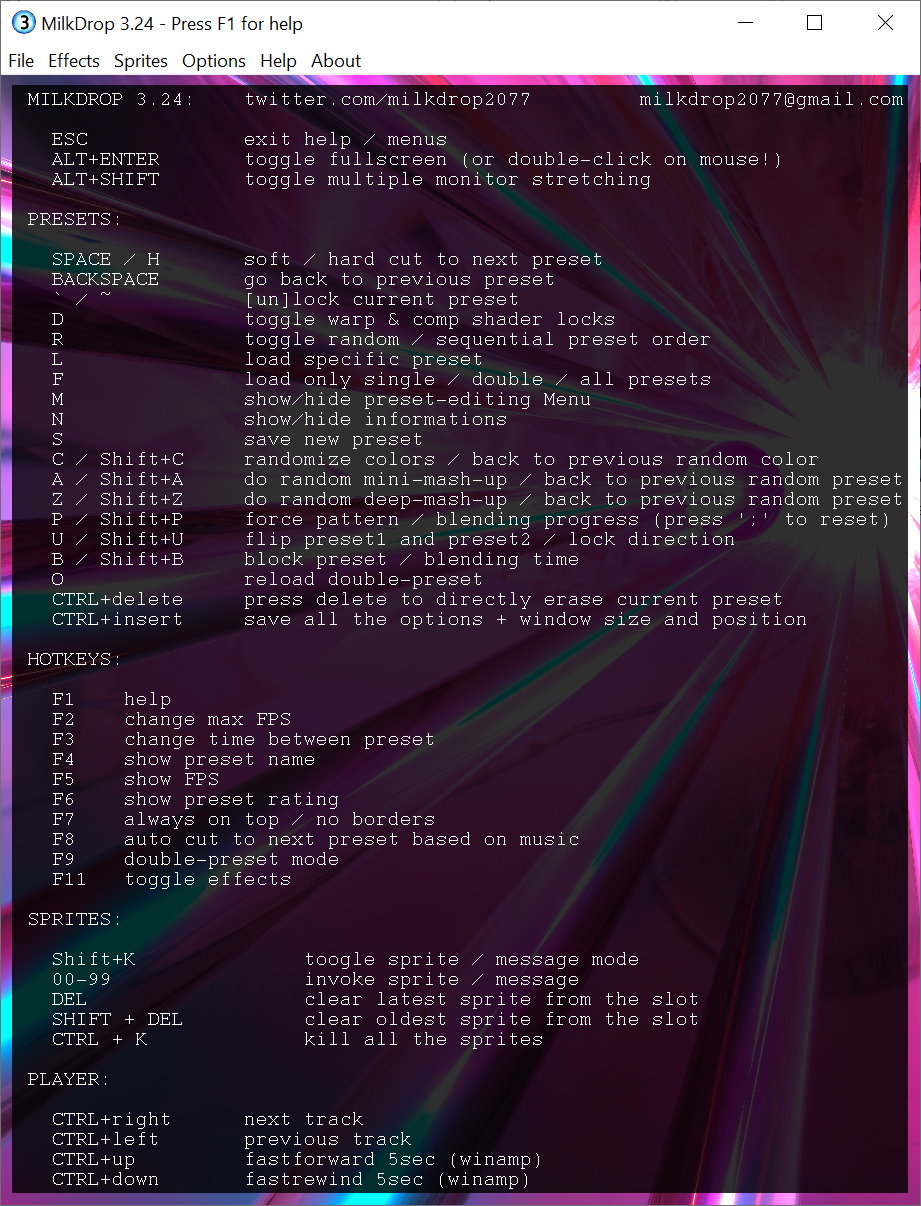 3 MilkDrop 3.24 - Press F1 for help
File Effects Sprites Options Help About
MILKDROP 3.24: twitter.com/milkdrop2077 milkdrop2077@gmail.com
ESC exit help / menus
ALT+ENTER toggle fullscreen (or double-click on mouse!)
ALT+SHIFT toggle multiple monitor stretching
PRESETS:
SPACE / H soft / hard cut to next preset
BACKSPACE go back to previous preset
` / ~ [un]lock current preset
D toggle warp & comp shader locks
R toggle random / sequential preset order
L load specific preset
F load only single / double / all presets
M show/hide preset-editing Menu
N show/hide informations
S save new preset
C / Shift+C randomize colors / back to previous random color
A / Shift+A do random mini-mash-up / back to previous random preset
Z / Shift+Z do random deep-mash-up / back to previous random preset
P / Shift+P force pattern / blending progress (press ';' to reset)
U / Shift+U flip preset1 and preset2 / lock direction
B / Shift+B block preset / blending time
O reload double-preset
CTRL+delete press delete to directly erase current preset
CTRL+insert save all the options + window size and position
HOTKEYS:
F1 help
F2 change max FPS
F3 change time between preset
F4 show preset name
F5 show FPS
F6 show preset rating
F7 always on top / no borders
F8 auto cut to next preset based on music
F9 double-preset mode
F11 toggle effects
SPRITES:
Shift+K toogle sprite / message mode
00-99 invoke sprite / message
DEL clear latest sprite from the slot
SHIFT + DEL clear oldest sprite from the slot
CTRL + K kill all the sprites
PLAYER:
CTRL+right next track
CTRL+left previous track
CTRL+up fastforward 5sec (winamp)
CTRL+down fastrewind 5sec (winamp)